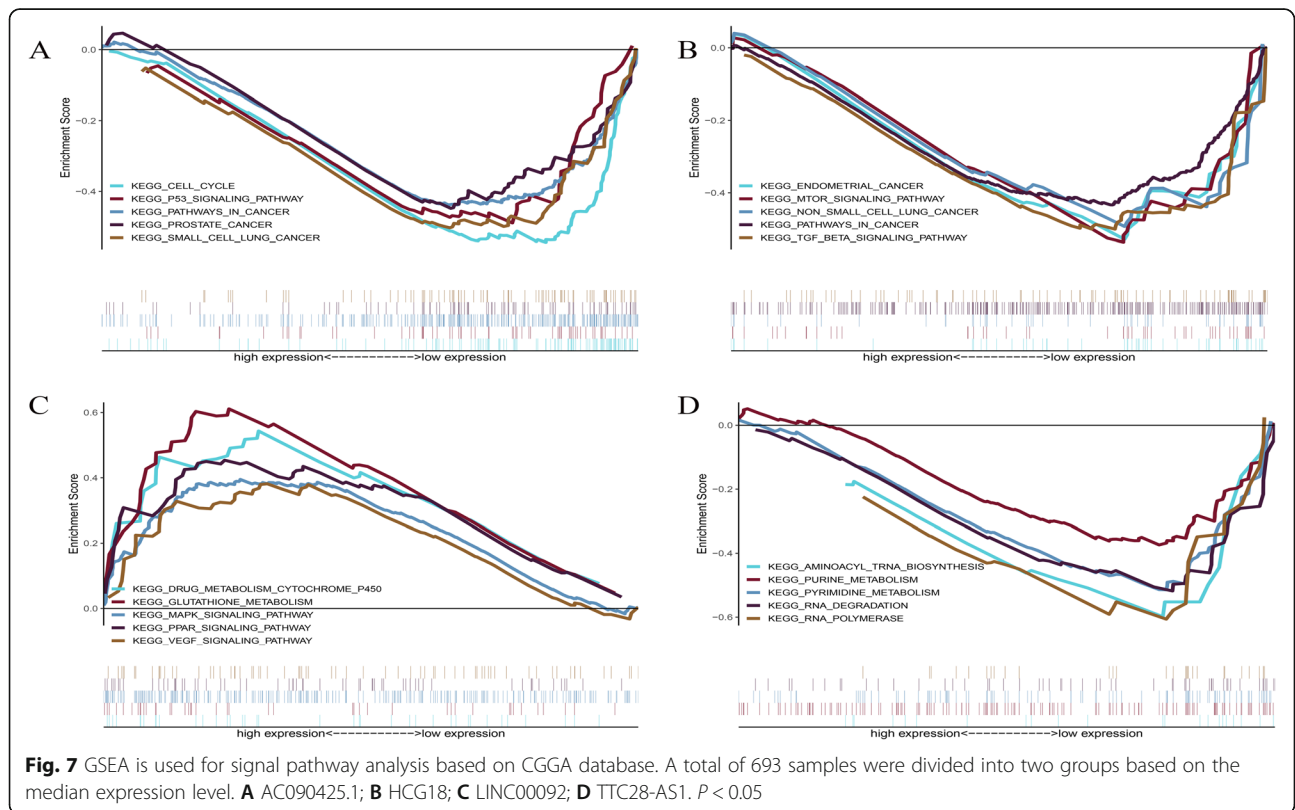 A
0.0
−0.2
−0.4
Enrichment Score
KEGG_CELL_CYCLE
KEGG_P53_SIGNALING_PATHWAY
KEGG_PATHWAYS_IN_CANCER
KEGG_PROSTATE_CANCER
KEGG_SMALL_CELL_LUNG_CANCER
high expression<------------->low expression
B
0.0
−0.2
−0.4
Enrichment Score
KEGG_ENDOMETRIAL_CANCER
KEGG_MTOR_SIGNALING_PATHWAY
KEGG_NON_SMALL_CELL_LUNG_CANCER
KEGG_PATHWAYS_IN_CANCER
KEGG_TGF_BETA_SIGNALING_PATHWAY
high expression<------------->low expression
C
0.6
0.4
0.2
0.0
Enrichment Score
KEGG_DRUG_METABOLISM_CYTOCHROME_P450
KEGG_GLUTATHIONE_METABOLISM
KEGG_MAPK_SIGNALING_PATHWAY
KEGG_PPAR_SIGNALING_PATHWAY
KEGG_VEGF_SIGNALING_PATHWAY
high expression<------------->low expression
D
0.0
−0.2
−0.4
−0.6
Enrichment Score
KEGG_AMINOACYL_TRNA_BIOSYNTHESIS
KEGG_PURINE_METABOLISM
KEGG_PYRIMIDINE_METABOLISM
KEGG_RNA_DEGRADATION
KEGG_RNA_POLYMERASE
high expression<------------->low expression
Fig. 7 GSEA is used for signal pathway analysis based on CGGA database. A total of 693 samples were divided into two groups based on the
median expression level. A AC090425.1; B HCG18; C LINC00092; D TTC28-AS1. P < 0.05